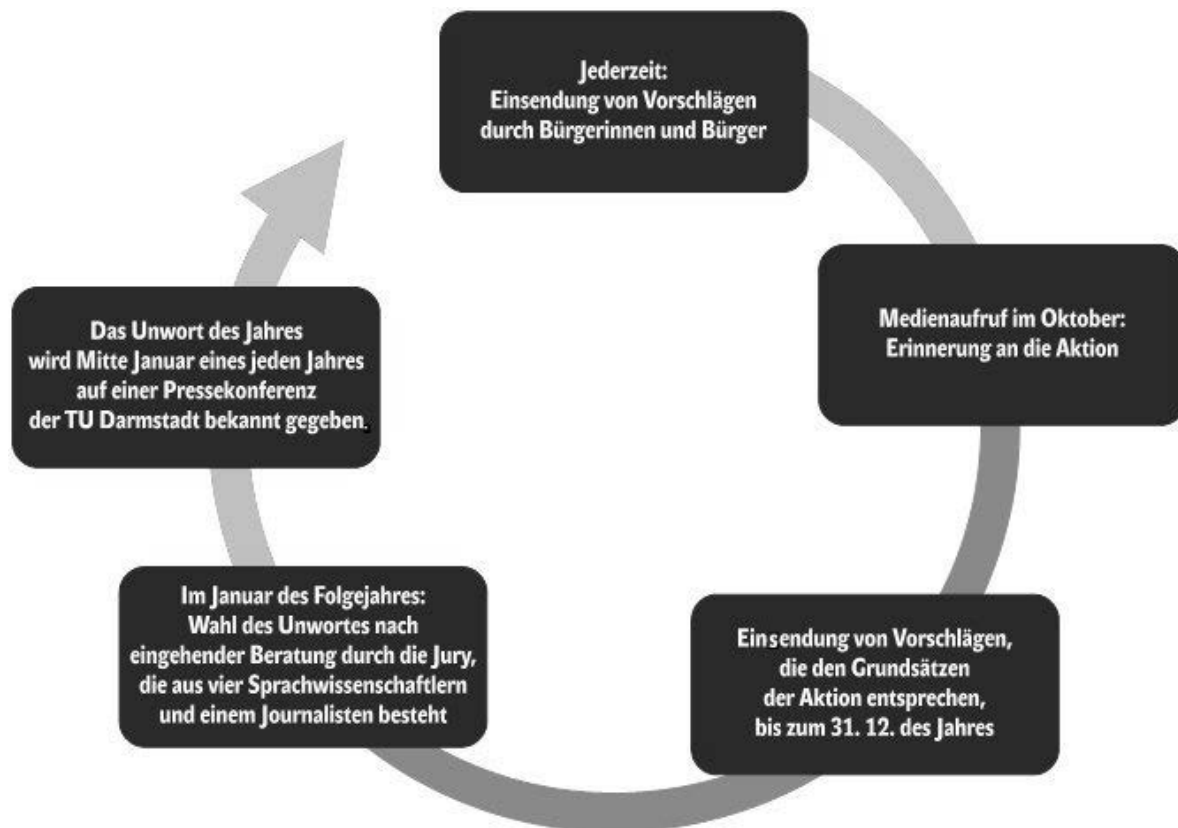 Jederzeit:
Einsendung von Vorschlägen
durch Bürgerinnen und Bürger
Medienaufruf im Oktober:
Erinnerung an die Aktion
Einsendung von Vorschlägen,
die den Grundsätzen
der Aktion entsprechen,
bis zum 31. 12. des Jahres
Im Januar des Folgejahres:
Wahl des Unwortes nach
eingehender Beratung durch die Jury,
die aus vier Sprachwissenschaftlern
und einem Journalisten besteht
Das Unwort des Jahres
wird Mitte Januar eines jeden Jahres
auf einer Pressekonferenz
der TU Darmstadt bekannt gegeben.